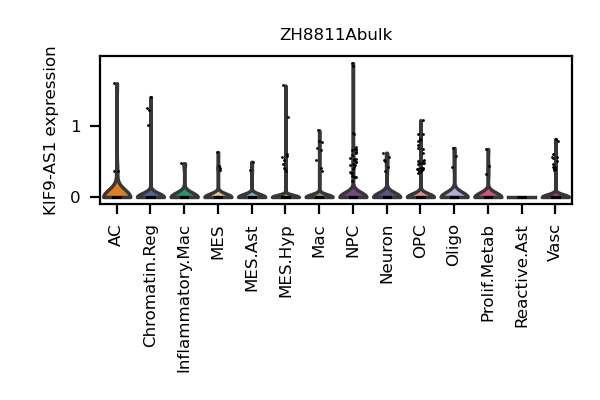 ZH8811Abulk
KIF9-AS1 expression
1
0
AC
Chromatin.Reg
Inflammatory.Mac
MES
MES.Ast
MES.Hyp
Mac
NPC
Neuron
OPC
Oligo
Prolif.Metab
Reactive.Ast
Vasc